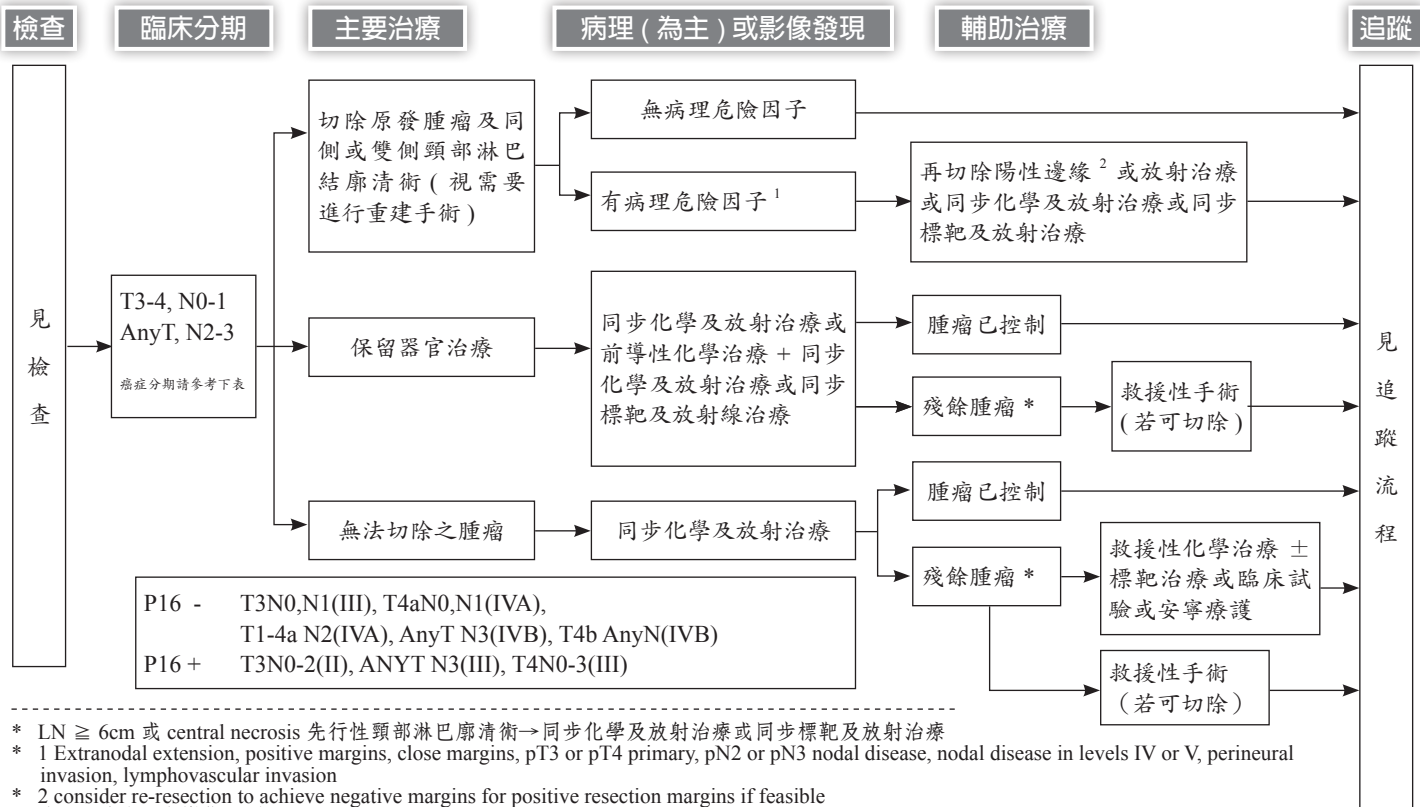 檢查
臨床分期
主要治療
病理 ( 為主 ) 或影像發現
輔助治療
追蹤
見
檢
查
T3-4, N0-1
AnyT, N2-3
癌症分期請參考下表
切除原發腫瘤及同
側或雙側頸部淋巴
結廓清術 ( 視需要
進行重建手術 )
無病理危險因子
有病理危險因子 1
再切除陽性邊緣 2 或放射治療
或同步化學及放射治療或同步
標靶及放射治療
保留器官治療
同步化學及放射治療或
前導性化學治療 + 同步
化學及放射治療或同步
標靶及放射線治療
腫瘤已控制
殘餘腫瘤 *
救援性手術
( 若可切除 )
無法切除之腫瘤
同步化學及放射治療
腫瘤已控制
殘餘腫瘤 *
救援性化學治療 ±
標靶治療或臨床試
驗或安寧療護
救援性手術
（若可切除）
見
追
蹤
流
程
P16 - T3N0,N1(III), T4aN0,N1(IVA),
T1-4a N2(IVA), AnyT N3(IVB), T4b AnyN(IVB)
P16 + T3N0-2(II), ANYT N3(III), T4N0-3(III)
* LN ≧ 6cm 或 central necrosis 先行性頸部淋巴廓清術→同步化學及放射治療或同步標靶及放射治療
* 1 Extranodal extension, positive margins, close margins, pT3 or pT4 primary, pN2 or pN3 nodal disease, nodal disease in levels IV or V, perineural
invasion, lymphovascular invasion
* 2 consider re-resection to achieve negative margins for positive resection margins if feasible